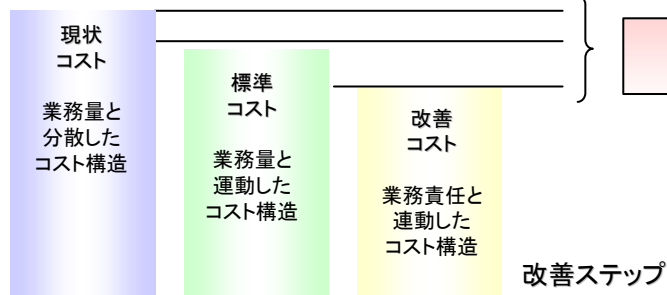 現状
コスト
業務量と
分散した
コスト構造
標準
コスト
業務量と
運動した
コスト構造
改善
コスト
業務責任と
連動した
コスト構造
改善ステップ